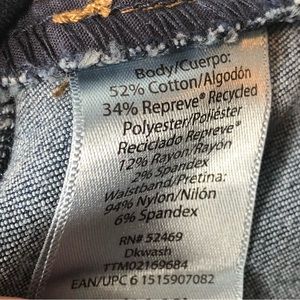 Body/Cuerpo:
52% Cotton/Algodón
34% Repreve® Recycled
Polyester/Poliéster
Reciclado Repreve®
12% Rayon/Rayón
2% Spandex
Waistband/Pretina:
94% Nylon/Nilón
6% Spandex
RN# 52469
Dkwash
TTM02169684
EAN/UPC 6 1515907082